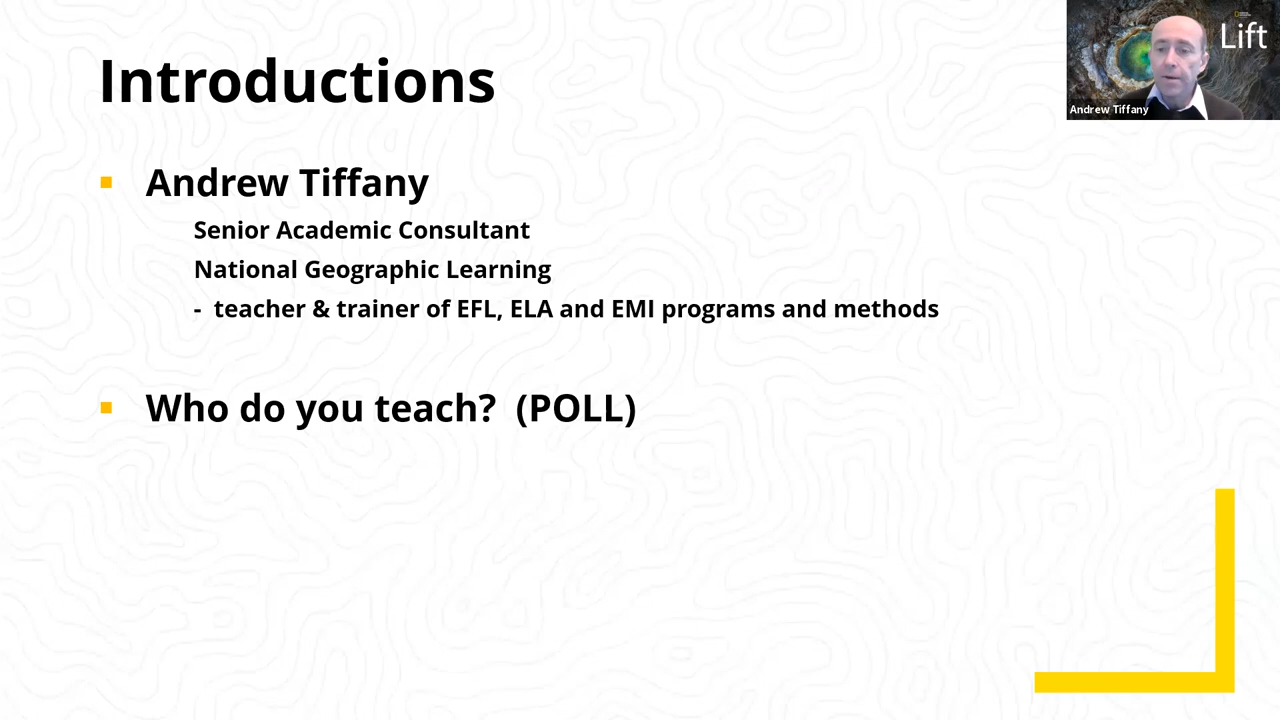 Introductions
Andrew Tiffany
Senior Academic Consultant
National Geographic Learning
- teacher & trainer of EFL, ELA and EMI programs and methods
Who do you teach? (POLL)
Lift
Andrew Tiffany